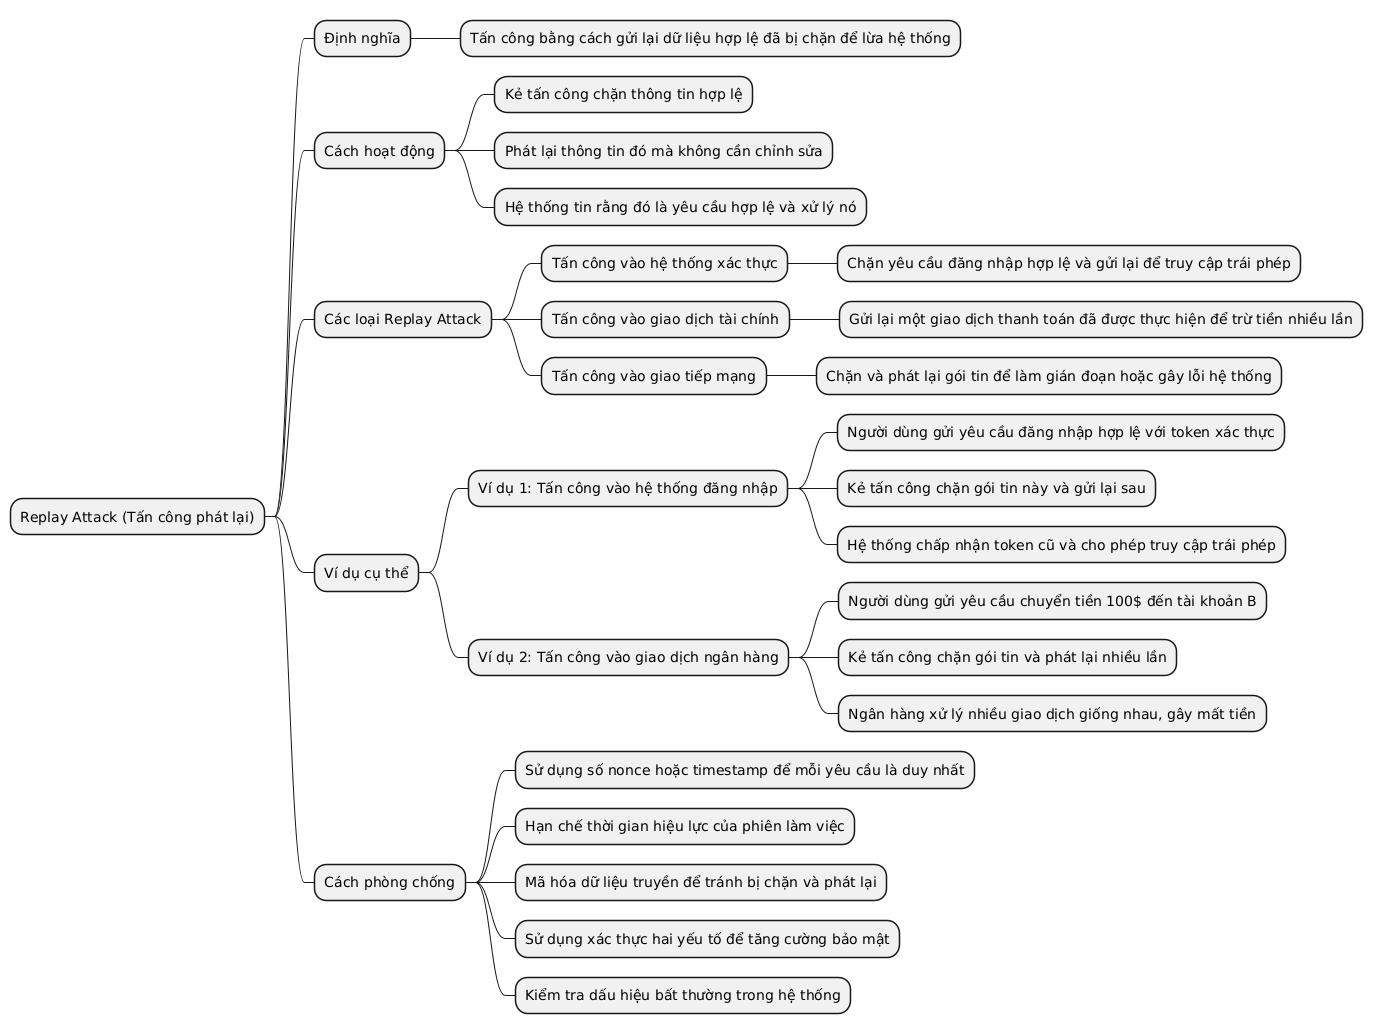 Replay Attack (Tấn công phát lại)
Định nghĩa
Tấn công bằng cách gửi lại dữ liệu hợp lệ đã bị chặn để lừa hệ thống
Cách hoạt động
Kẻ tấn công chặn thông tin hợp lệ
Phát lại thông tin đó mà không cần chỉnh sửa
Hệ thống tin rằng đó là yêu cầu hợp lệ và xử lý nó
Các loại Replay Attack
Tấn công vào hệ thống xác thực
Chặn yêu cầu đăng nhập hợp lệ và gửi lại để truy cập trái phép
Tấn công vào giao dịch tài chính
Gửi lại một giao dịch thanh toán đã được thực hiện để trừ tiền nhiều lần
Tấn công vào giao tiếp mạng
Chặn và phát lại gói tin để làm gián đoạn hoặc gây lỗi hệ thống
Ví dụ cụ thể
Ví dụ 1: Tấn công vào hệ thống đăng nhập
Người dùng gửi yêu cầu đăng nhập hợp lệ với token xác thực
Kẻ tấn công chặn gói tin này và gửi lại sau
Hệ thống chấp nhận token cũ và cho phép truy cập trái phép
Ví dụ 2: Tấn công vào giao dịch ngân hàng
Người dùng gửi yêu cầu chuyển tiền 100$ đến tài khoản B
Kẻ tấn công chặn gói tin và phát lại nhiều lần
Ngân hàng xử lý nhiều giao dịch giống nhau, gây mất tiền
Cách phòng chống
Sử dụng số nonce hoặc timestamp để mỗi yêu cầu là duy nhất
Hạn chế thời gian hiệu lực của phiên làm việc
Mã hóa dữ liệu truyền để tránh bị chặn và phát lại
Sử dụng xác thực hai yếu tố để tăng cường bảo mật
Kiểm tra dấu hiệu bất thường trong hệ thống